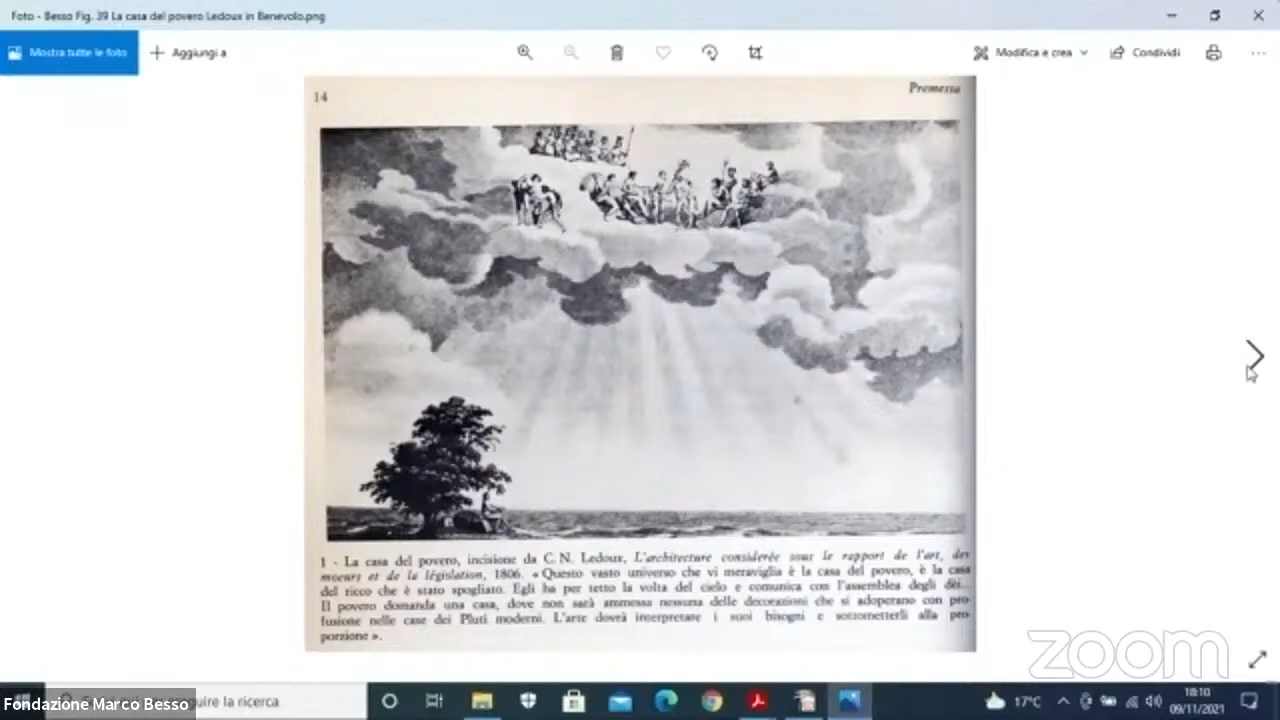 Foto - Besso Fig. 39 La casa del povero Ledoux in Benevolo.png
Mostra tutte le foto
Aggiungi a
Modifica e crea
Condividi
14
Premessa
1 - La casa del povero, incisione da C. N. Ledoux, L'architecture considerée sous le rapport de l'art, des
moeurs et de la législation, 1806. « Questo vasto universo che vi meraviglia è la casa del povero, è la casa
del ricco che è stato spogliato. Egli ha per tetto la volta del cielo e comunica con l'assemblea degli dèi...
Il povero domanda una casa, dove non sarà ammessa nessuna delle decorazioni che si adoperano con pro-
fusione nelle case dei Pluti moderni. L'arte dovrà interpretare i suoi bisogni e sottometterli alla pro-
porzione ».
zoom
Fondazione Marco Besso
guire la ricerca
17°C
18:10
09/11/2021